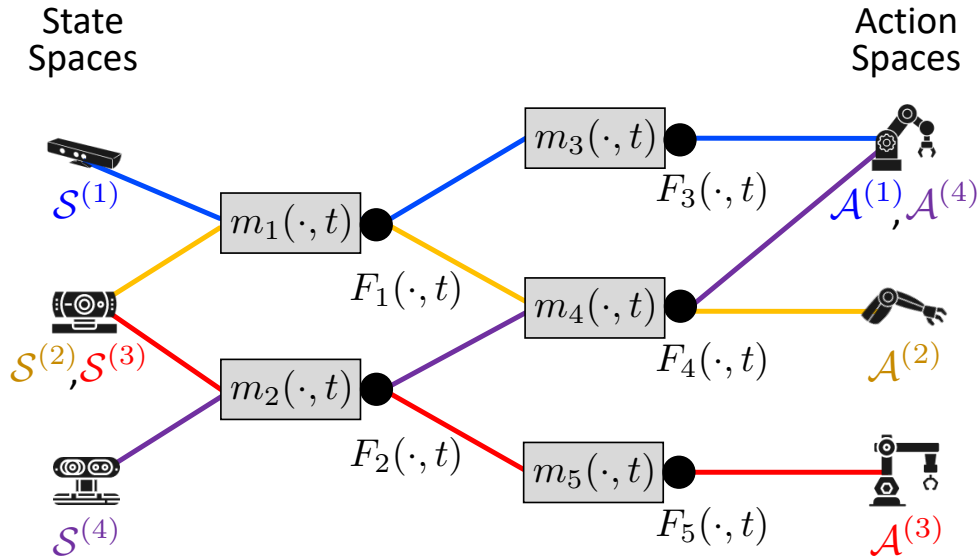 State
Spaces
Action
Spaces
𝒮⁽¹⁾
𝒮⁽²⁾,𝒮⁽³⁾
𝒮⁽⁴⁾
m₁(·, t)
F₁(·, t)
m₂(·, t)
F₂(·, t)
m₃(·, t)
F₃(·, t)
m₄(·, t)
F₄(·, t)
m₅(·, t)
F₅(·, t)
𝒜⁽¹⁾,𝒜⁽⁴⁾
𝒜⁽²⁾
𝒜⁽³⁾